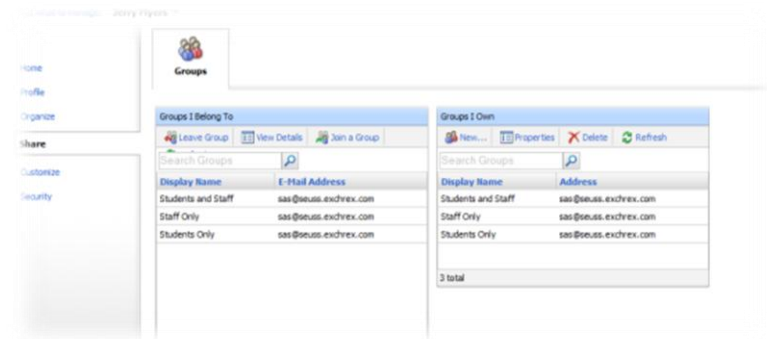 Home
Profile
Organize
Share
Customize
Security
Groups
Groups I Belong To
Leave Group View Details Join a Group
Search Groups
Display Name E-Mail Address
Students and Staff sas@seuss.exchrex.com
Staff Only sas@seuss.exchrex.com
Students Only sas@seuss.exchrex.com
Groups I Own
New... Properties Delete Refresh
Search Groups
Display Name Address
Students and Staff sas@seuss.exchrex.com
Staff Only sas@seuss.exchrex.com
Students Only sas@seuss.exchrex.com
3 total